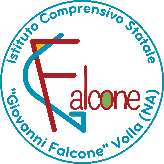 Istituto Comprensivo Statale
Falcone
"Giovanni Falcone" Volla (NA)